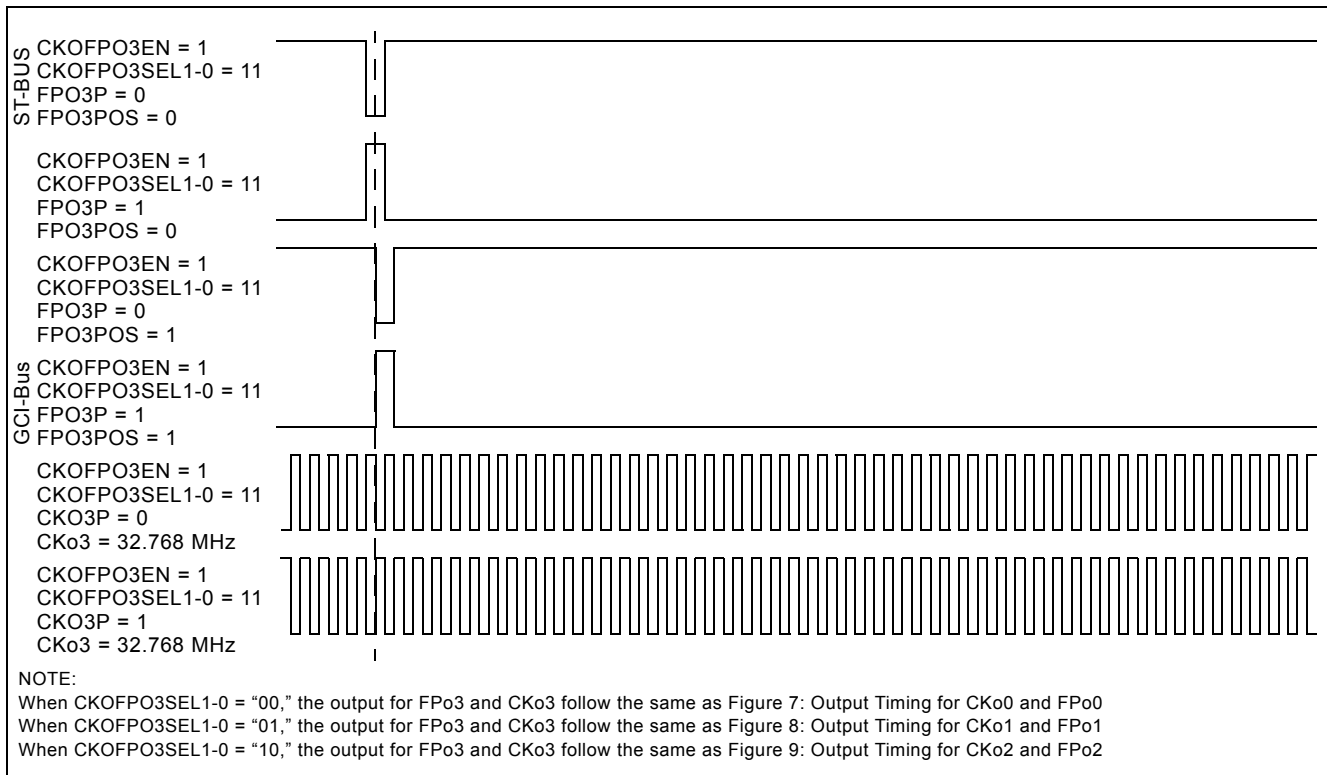 ST-BUS
CKOFPO3EN = 1
CKOFPO3SEL1-0 = 11
FPO3P = 0
FPO3POS = 0
CKOFPO3EN = 1
CKOFPO3SEL1-0 = 11
FPO3P = 1
FPO3POS = 0
CKOFPO3EN = 1
CKOFPO3SEL1-0 = 11
FPO3P = 0
FPO3POS = 1
GCI-Bus
CKOFPO3EN = 1
CKOFPO3SEL1-0 = 11
FPO3P = 1
FPO3POS = 1
CKOFPO3EN = 1
CKOFPO3SEL1-0 = 11
CKO3P = 0
CKo3 = 32.768 MHz
CKOFPO3EN = 1
CKOFPO3SEL1-0 = 11
CKO3P = 1
CKo3 = 32.768 MHz
NOTE:
When CKOFPO3SEL1-0 = “00,” the output for FPo3 and CKo3 follow the same as Figure 7: Output Timing for CKo0 and FPo0
When CKOFPO3SEL1-0 = “01,” the output for FPo3 and CKo3 follow the same as Figure 8: Output Timing for CKo1 and FPo1
When CKOFPO3SEL1-0 = “10,” the output for FPo3 and CKo3 follow the same as Figure 9: Output Timing for CKo2 and FPo2